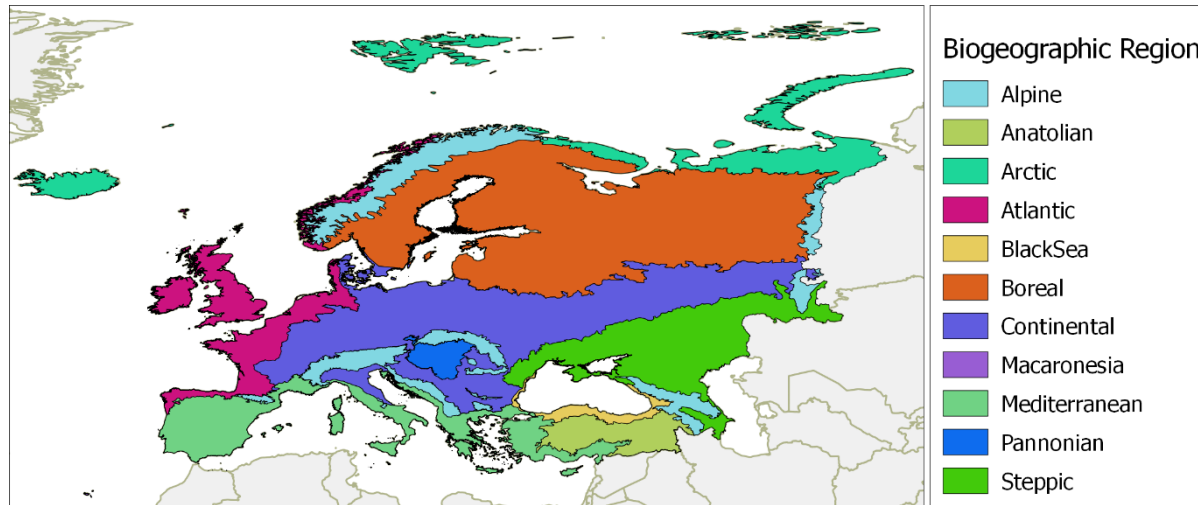 Biogeographic Region
Alpine
Anatolian
Arctic
Atlantic
BlackSea
Boreal
Continental
Macaronesia
Mediterranean
Pannonian
Steppic